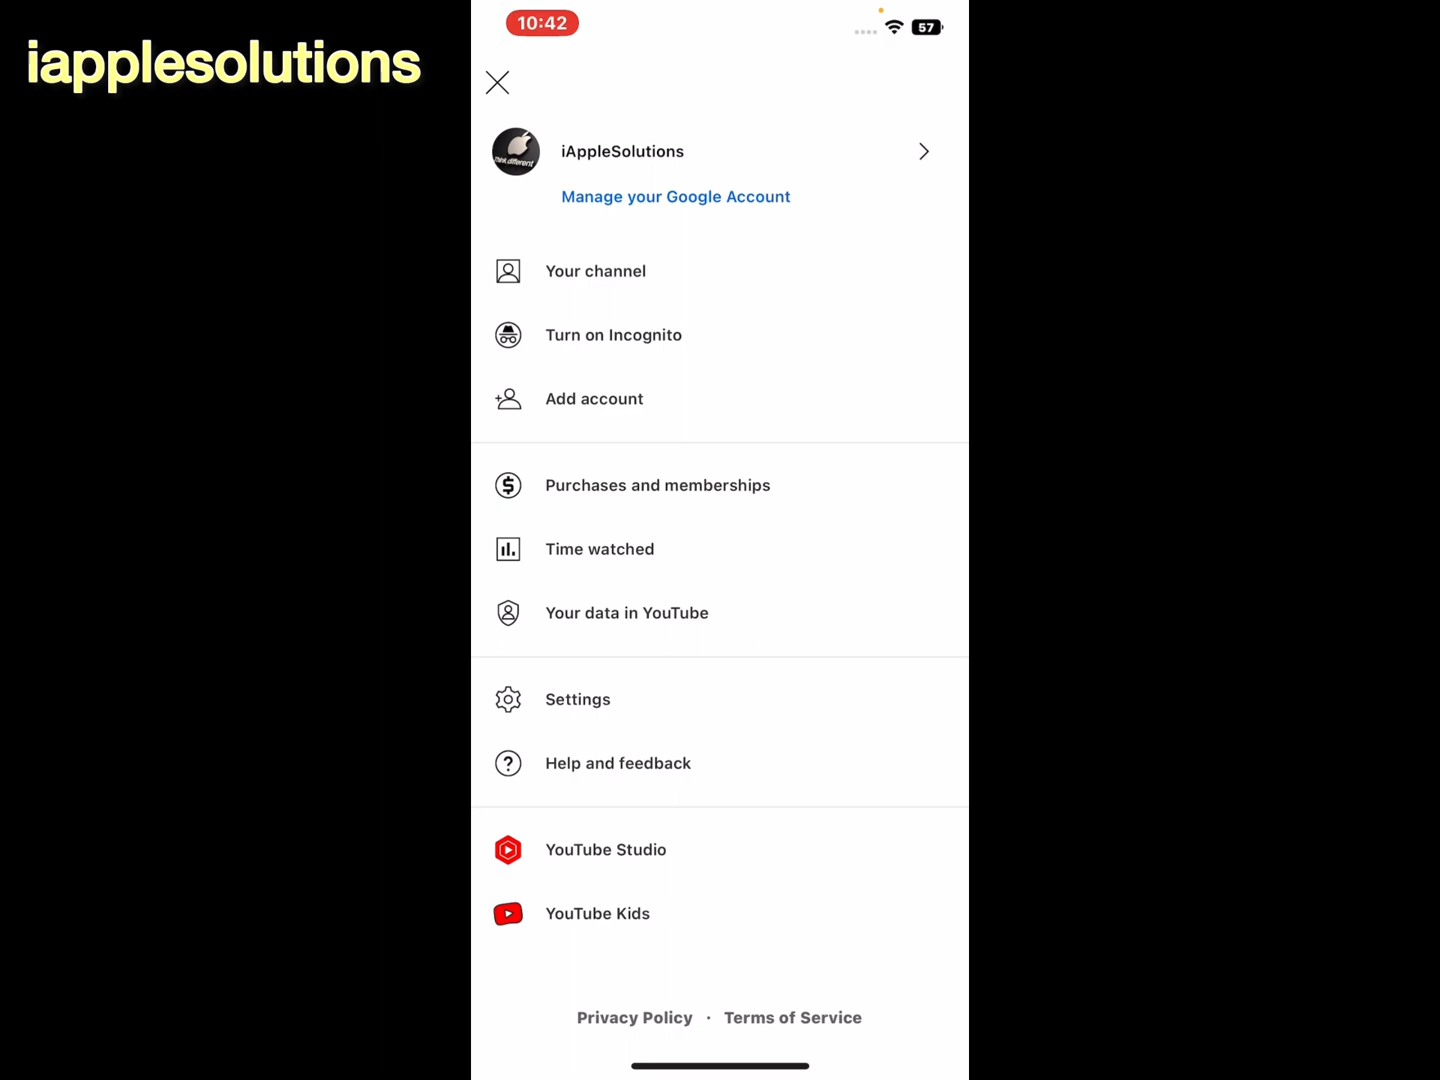 iapplesolutions
10:42
57
iAppleSolutions
Manage your Google Account
Your channel
Turn on Incognito
Add account
Purchases and memberships
Time watched
Your data in YouTube
Settings
Help and feedback
YouTube Studio
YouTube Kids
Privacy Policy · Terms of Service